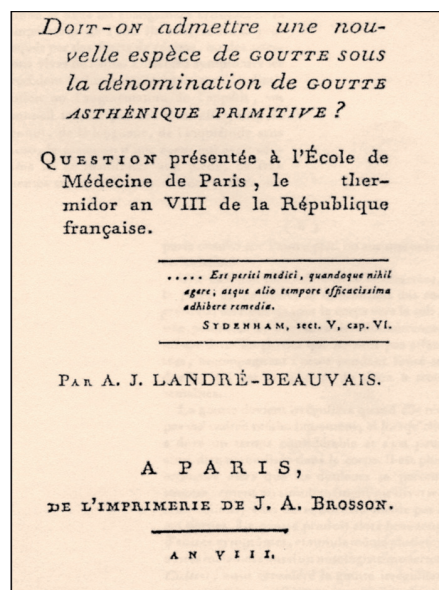 Doit-on admettre une nou-
velle espèce de goutte sous
la dénomination de goutte
asthénique primitive ?
Question présentée à l'École de
Médecine de Paris, le ther-
midor an VIII de la République
française.
..... Est periti medici, quandoque nihil
agere; atque alio tempore efficacissima
adhibere remedia.
Sydenham, sect. V, cap. VI.
Par A. J. LANDRÉ-BEAUVAIS.
A PARIS,
de l'imprimerie de J. A. Brosson.
AN VIII.